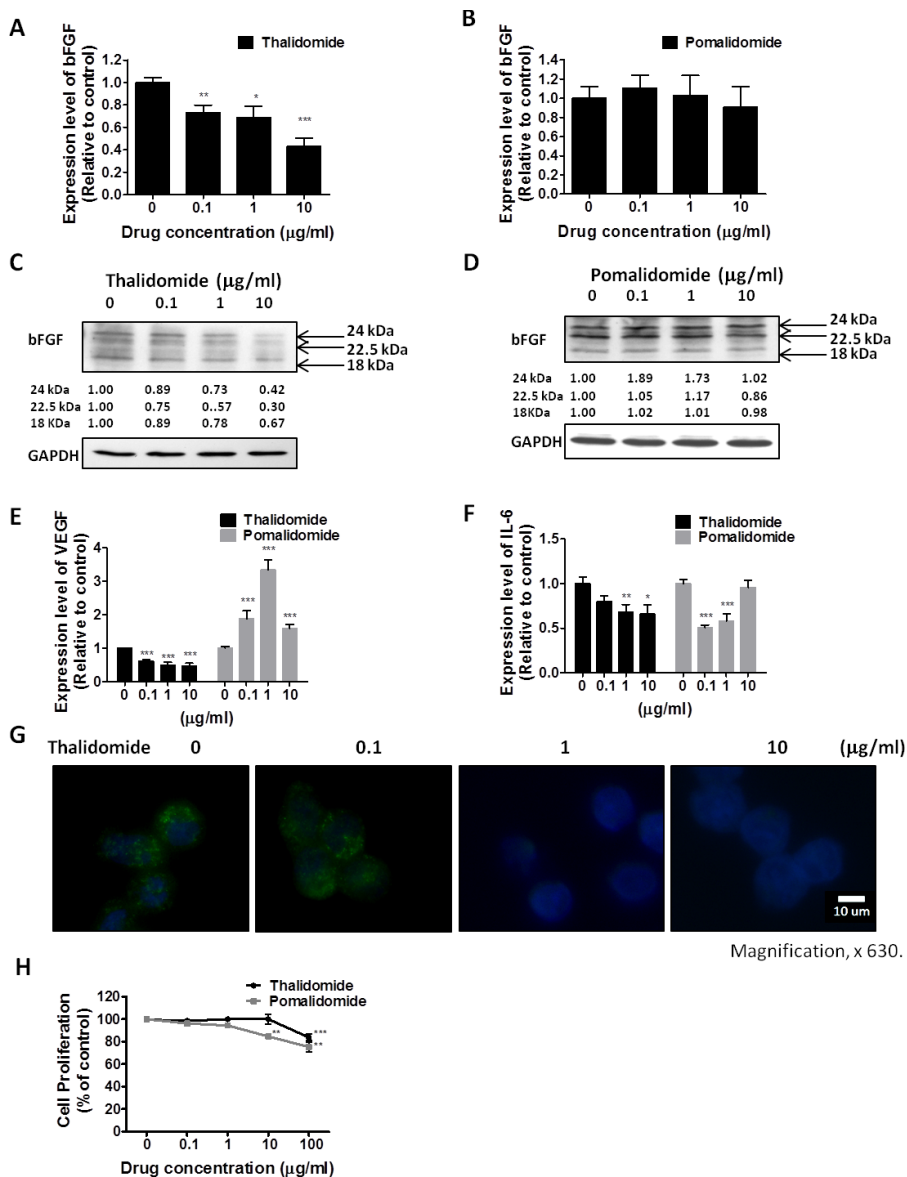 A
Thalidomide
Expression level of bFGF
(Relative to control)
1.2
1.0
0.8
0.6
0.4
0.2
0.0
**
*
***
0 0.1 1 10
Drug concentration (μg/ml)
B
Pomalidomide
Expression level of bFGF
(Relative to control)
1.4
1.2
1.0
0.8
0.6
0.4
0.2
0.0
0 0.1 1 10
Drug concentration (μg/ml)
C
Thalidomide (μg/ml)
0 0.1 1 10
bFGF
24 kDa
22.5 kDa
18 kDa
24 kDa 1.00 0.89 0.73 0.42
22.5 kDa 1.00 0.75 0.57 0.30
18 kDa 1.00 0.89 0.78 0.67
GAPDH
D
Pomalidomide (μg/ml)
0 0.1 1 10
bFGF
24 kDa
22.5 kDa
18 kDa
24 kDa 1.00 1.89 1.73 1.02
22.5 kDa 1.00 1.05 1.17 0.86
18KDa 1.00 1.02 1.01 0.98
GAPDH
E
Thalidomide
Pomalidomide
Expression level of VEGF
(Relative to control)
4
3
2
1
0
*** *** *** *** *** ***
0 0.1 1 10 0 0.1 1 10
(μg/ml)
F
Thalidomide
Pomalidomide
Expression level of IL-6
(Relative to control)
1.5
1.0
0.5
0.0
** * *** ***
0 0.1 1 10 0 0.1 1 10
(μg/ml)
G
Thalidomide 0 0.1 1 10 (μg/ml)
10 um
Magnification, x 630.
H
Thalidomide
Pomalidomide
Cell Proliferation
(% of control)
120
100
80
60
40
20
0
**
***
**
0 0.1 1 10 100
Drug concentration (μg/ml)